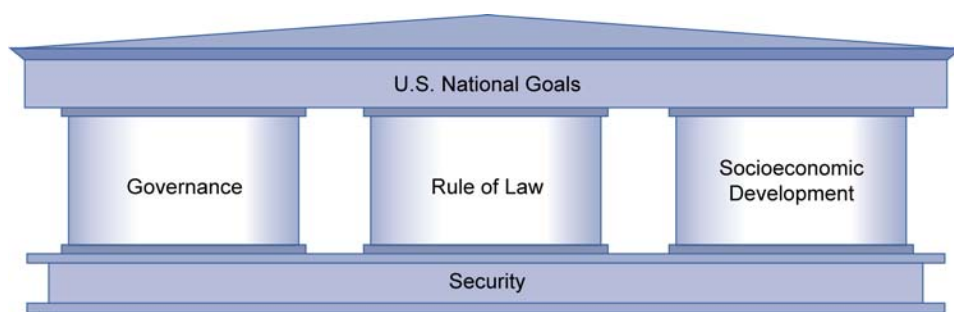 U.S. National Goals
Governance
Rule of Law
Socioeconomic
Development
Security